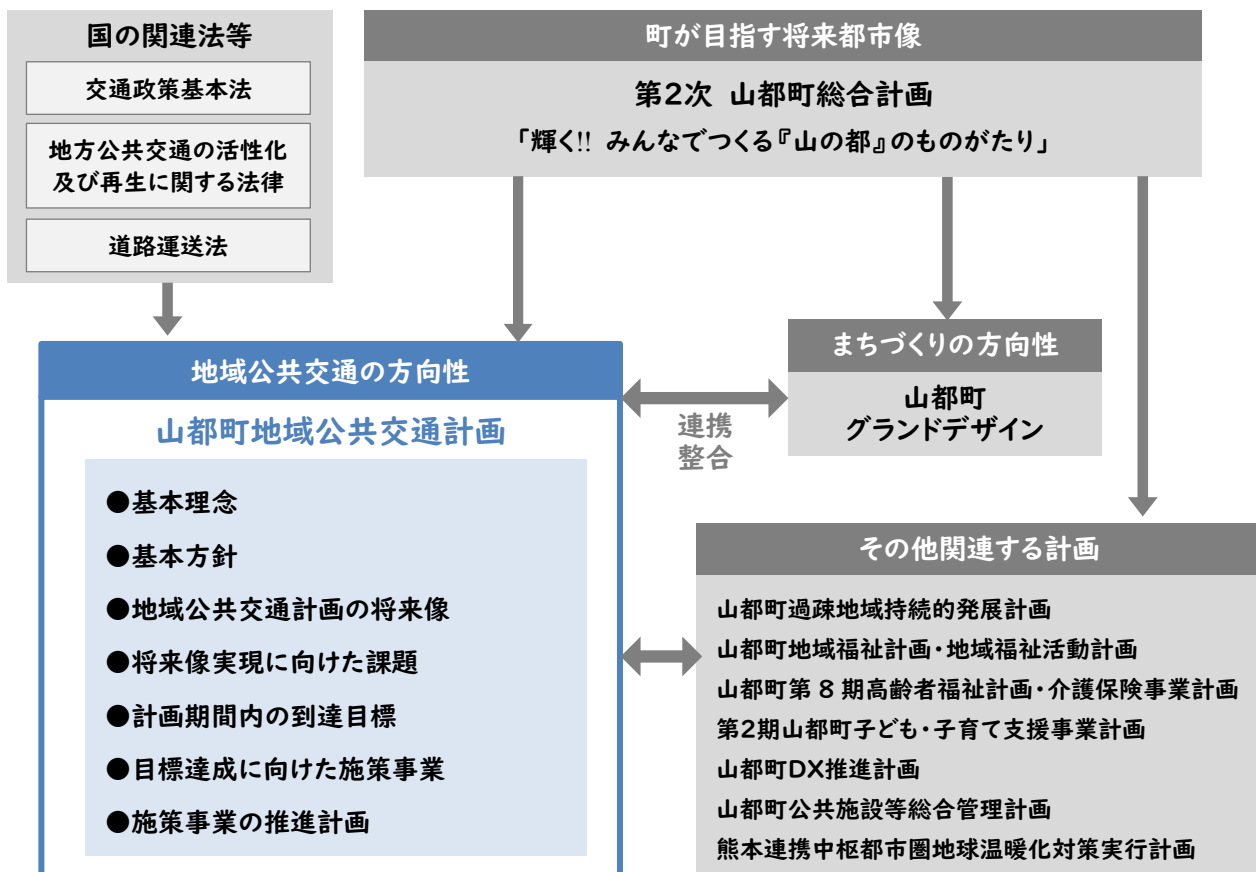 国の関連法等
交通政策基本法
地方公共交通の活性化
及び再生に関する法律
道路運送法
町が目指す将来都市像
第2次 山都町総合計画
「輝く!! みんなでつくる『山の都』のものがたり」
地域公共交通の方向性
山都町地域公共交通計画
●基本理念
●基本方針
●地域公共交通計画の将来像
●将来像実現に向けた課題
●計画期間内の到達目標
●目標達成に向けた施策事業
●施策事業の推進計画
連携
整合
まちづくりの方向性
山都町
グランドデザイン
その他関連する計画
山都町過疎地域持続的発展計画
山都町地域福祉計画・地域福祉活動計画
山都町第 8 期高齢者福祉計画・介護保険事業計画
第2期山都町子ども・子育て支援事業計画
山都町DX推進計画
山都町公共施設等総合管理計画
熊本連携中枢都市圏地球温暖化対策実行計画